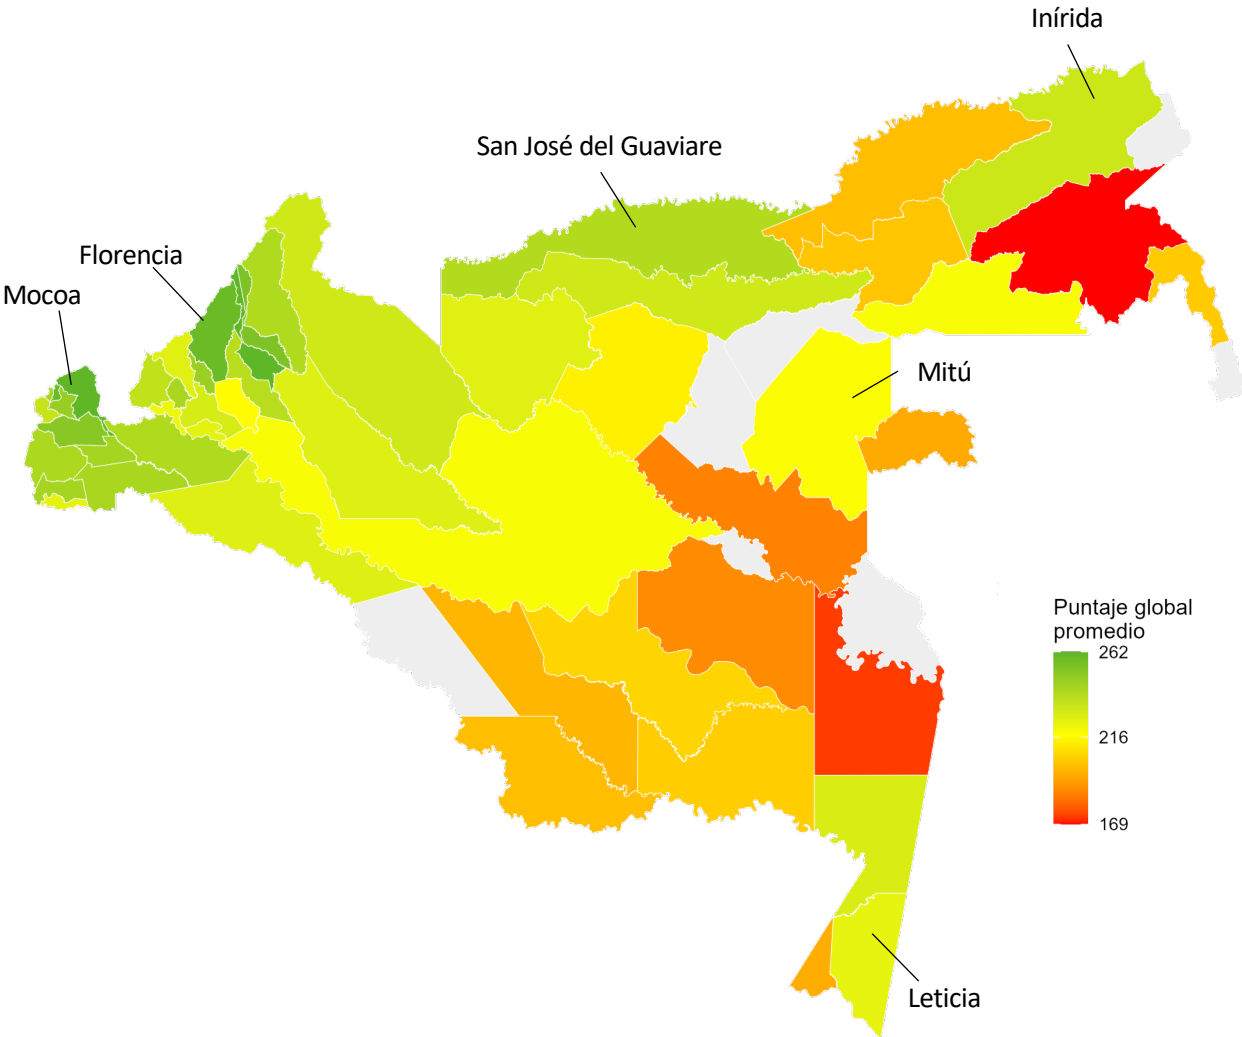 Inírida
San José del Guaviare
Florencia
Mocoa
Mitú
Puntaje global
promedio
262
216
169
Leticia